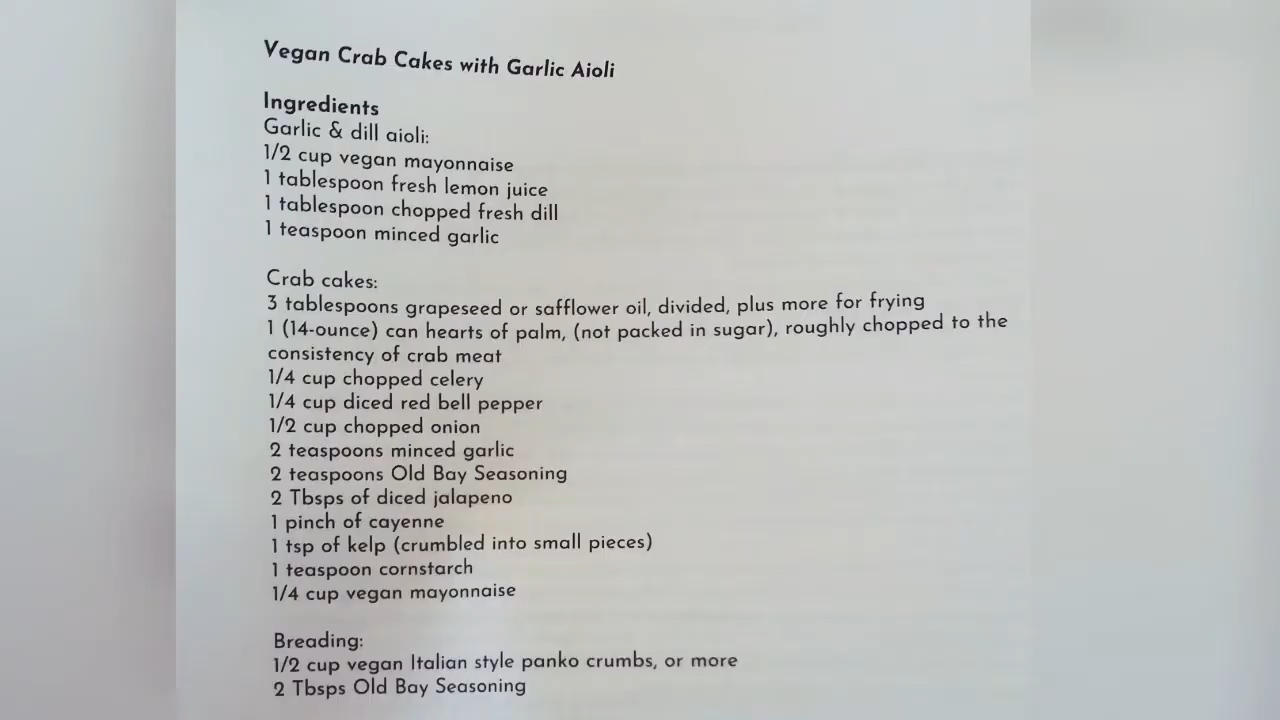 Vegan Crab Cakes with Garlic Aioli
Ingredients
Garlic & dill aioli:
1/2 cup vegan mayonnaise
1 tablespoon fresh lemon juice
1 tablespoon chopped fresh dill
1 teaspoon minced garlic
Crab cakes:
3 tablespoons grapeseed or safflower oil, divided, plus more for frying
1 (14-ounce) can hearts of palm, (not packed in sugar), roughly chopped to the
consistency of crab meat
1/4 cup chopped celery
1/4 cup diced red bell pepper
1/2 cup chopped onion
2 teaspoons minced garlic
2 teaspoons Old Bay Seasoning
2 Tbsps of diced jalapeno
1 pinch of cayenne
1 tsp of kelp (crumbled into small pieces)
1 teaspoon cornstarch
1/4 cup vegan mayonnaise
Breading:
1/2 cup vegan Italian style panko crumbs, or more
2 Tbsps Old Bay Seasoning